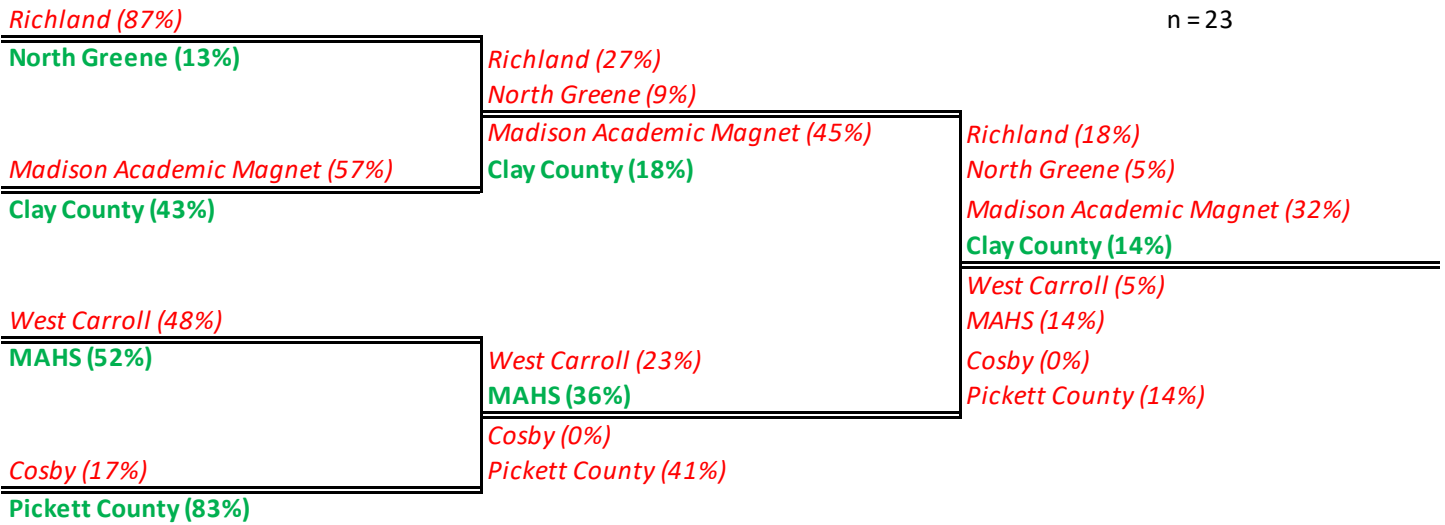 Richland (87%)
North Greene (13%)
Madison Academic Magnet (57%)
Clay County (43%)
West Carroll (48%)
MAHS (52%)
Cosby (17%)
Pickett County (83%)
Richland (27%)
North Greene (9%)
Madison Academic Magnet (45%)
Clay County (18%)
West Carroll (23%)
MAHS (36%)
Cosby (0%)
Pickett County (41%)
n = 23
Richland (18%)
North Greene (5%)
Madison Academic Magnet (32%)
Clay County (14%)
West Carroll (5%)
MAHS (14%)
Cosby (0%)
Pickett County (14%)